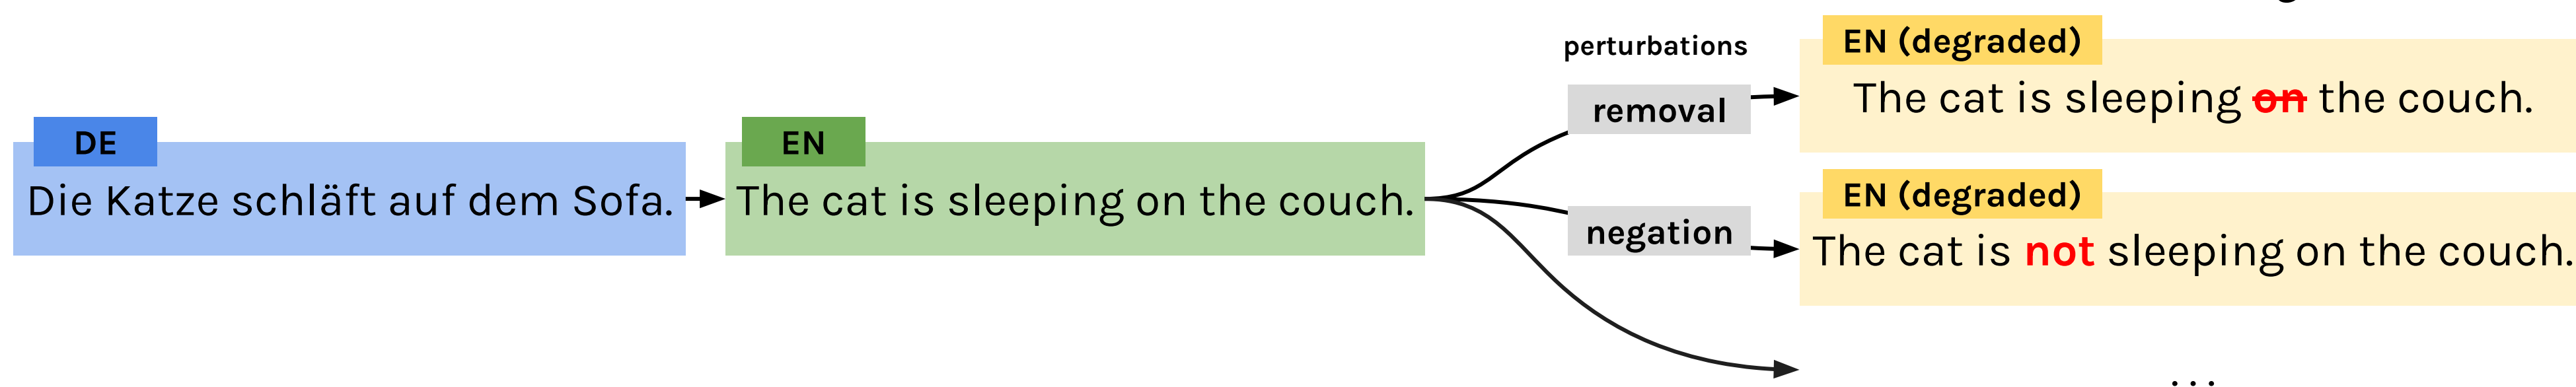 DE
Die Katze schläft auf dem Sofa.
EN
The cat is sleeping on the couch.
perturbations
removal
negation
EN (degraded)
The cat is sleeping on the couch.
EN (degraded)
The cat is not sleeping on the couch.
...